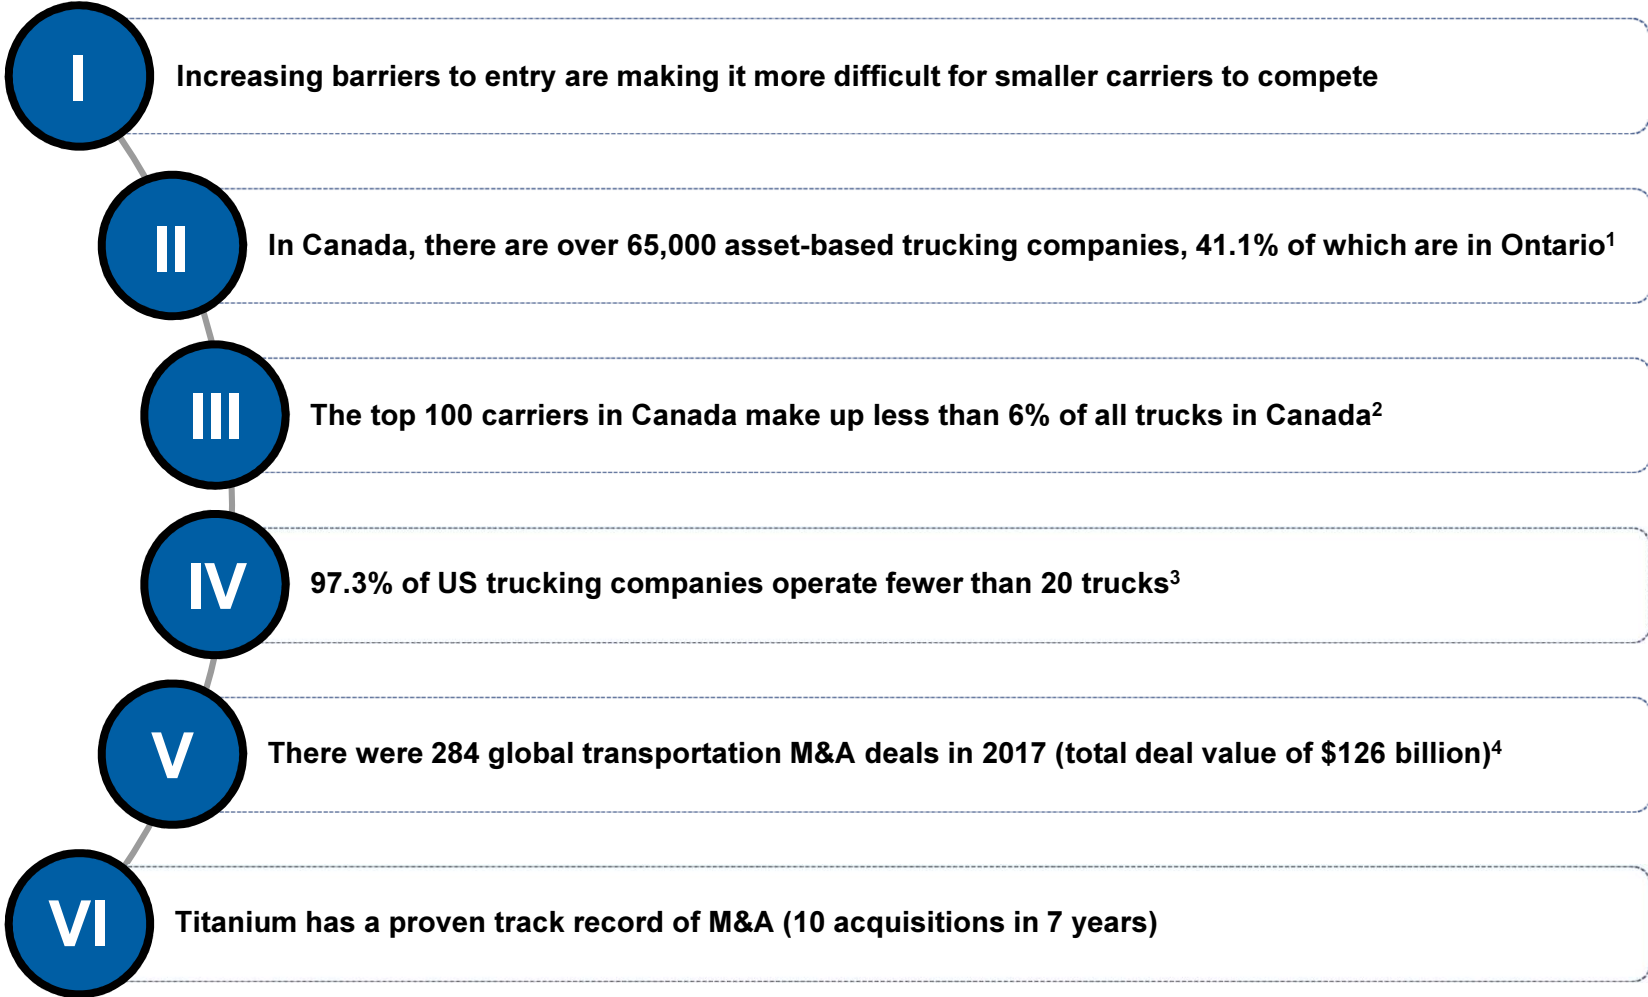 I
Increasing barriers to entry are making it more difficult for smaller carriers to compete
II
In Canada, there are over 65,000 asset-based trucking companies, 41.1% of which are in Ontario¹
III
The top 100 carriers in Canada make up less than 6% of all trucks in Canada²
IV
97.3% of US trucking companies operate fewer than 20 trucks³
V
There were 284 global transportation M&A deals in 2017 (total deal value of $126 billion)⁴
VI
Titanium has a proven track record of M&A (10 acquisitions in 7 years)